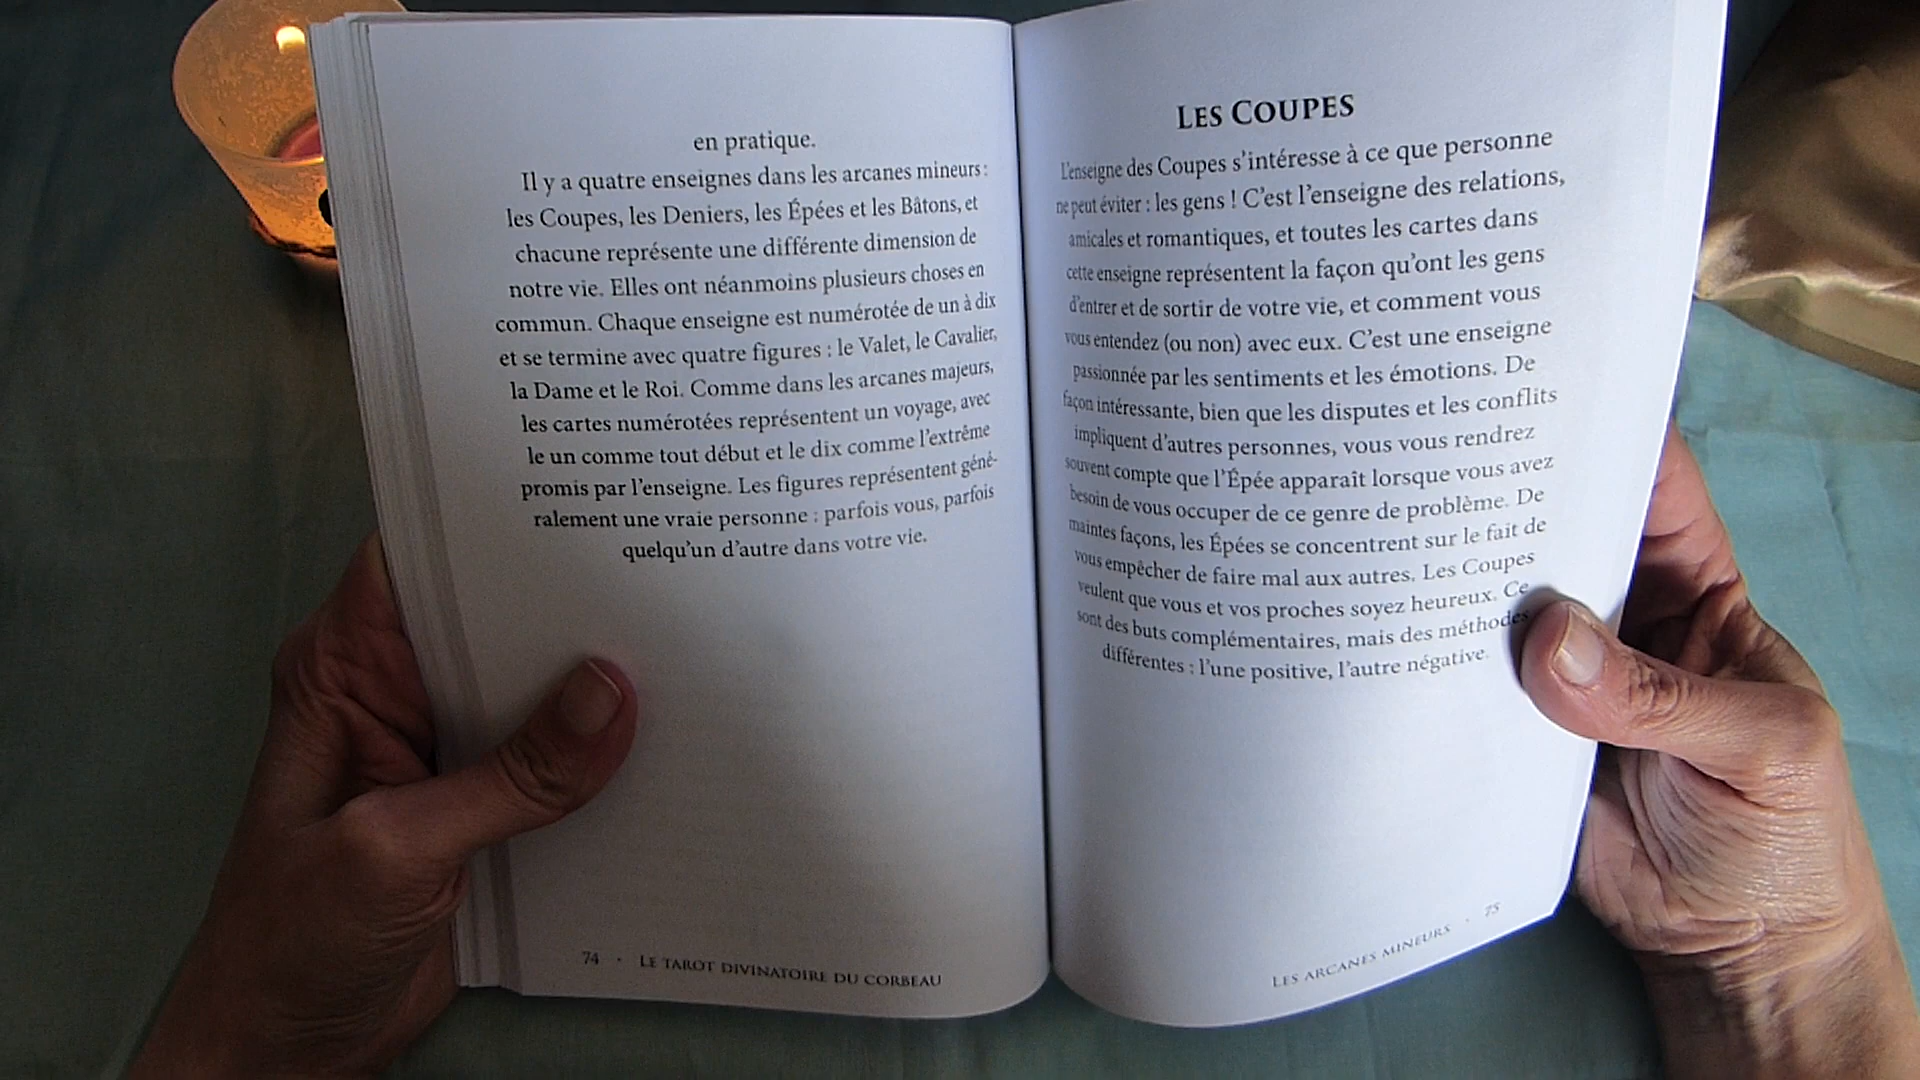 en pratique.
Il y a quatre enseignes dans les arcanes mineurs :
les Coupes, les Deniers, les Épées et les Bâtons, et
chacune représente une différente dimension de
notre vie. Elles ont néanmoins plusieurs choses en
commun. Chaque enseigne est numérotée de un à dix
et se termine avec quatre figures : le Valet, le Cavalier,
la Dame et le Roi. Comme dans les arcanes majeurs,
les cartes numérotées représentent un voyage, avec
le un comme tout début et le dix comme l'extrême
promis par l'enseigne. Les figures représentent géné-
ralement une vraie personne : parfois vous, parfois
quelqu'un d'autre dans votre vie.
74 · LE TAROT DIVINATOIRE DU CORBEAU
LES COUPES
L'enseigne des Coupes s'intéresse à ce que personne
ne peut éviter : les gens ! C'est l'enseigne des relations,
amicales et romantiques, et toutes les cartes dans
cette enseigne représentent la façon qu'ont les gens
d'entrer et de sortir de votre vie, et comment vous
vous entendez (ou non) avec eux. C'est une enseigne
passionnée par les sentiments et les émotions. De
façon intéressante, bien que les disputes et les conflits
impliquent d'autres personnes, vous vous rendrez
souvent compte que l'Épée apparaît lorsque vous avez
besoin de vous occuper de ce genre de problème. De
maintes façons, les Épées se concentrent sur le fait de
vous empêcher de faire mal aux autres. Les Coupes
veulent que vous et vos proches soyez heureux. Ce
sont des buts complémentaires, mais des méthodes
différentes : l'une positive, l'autre négative.
LES ARCANES MINEURS · 75